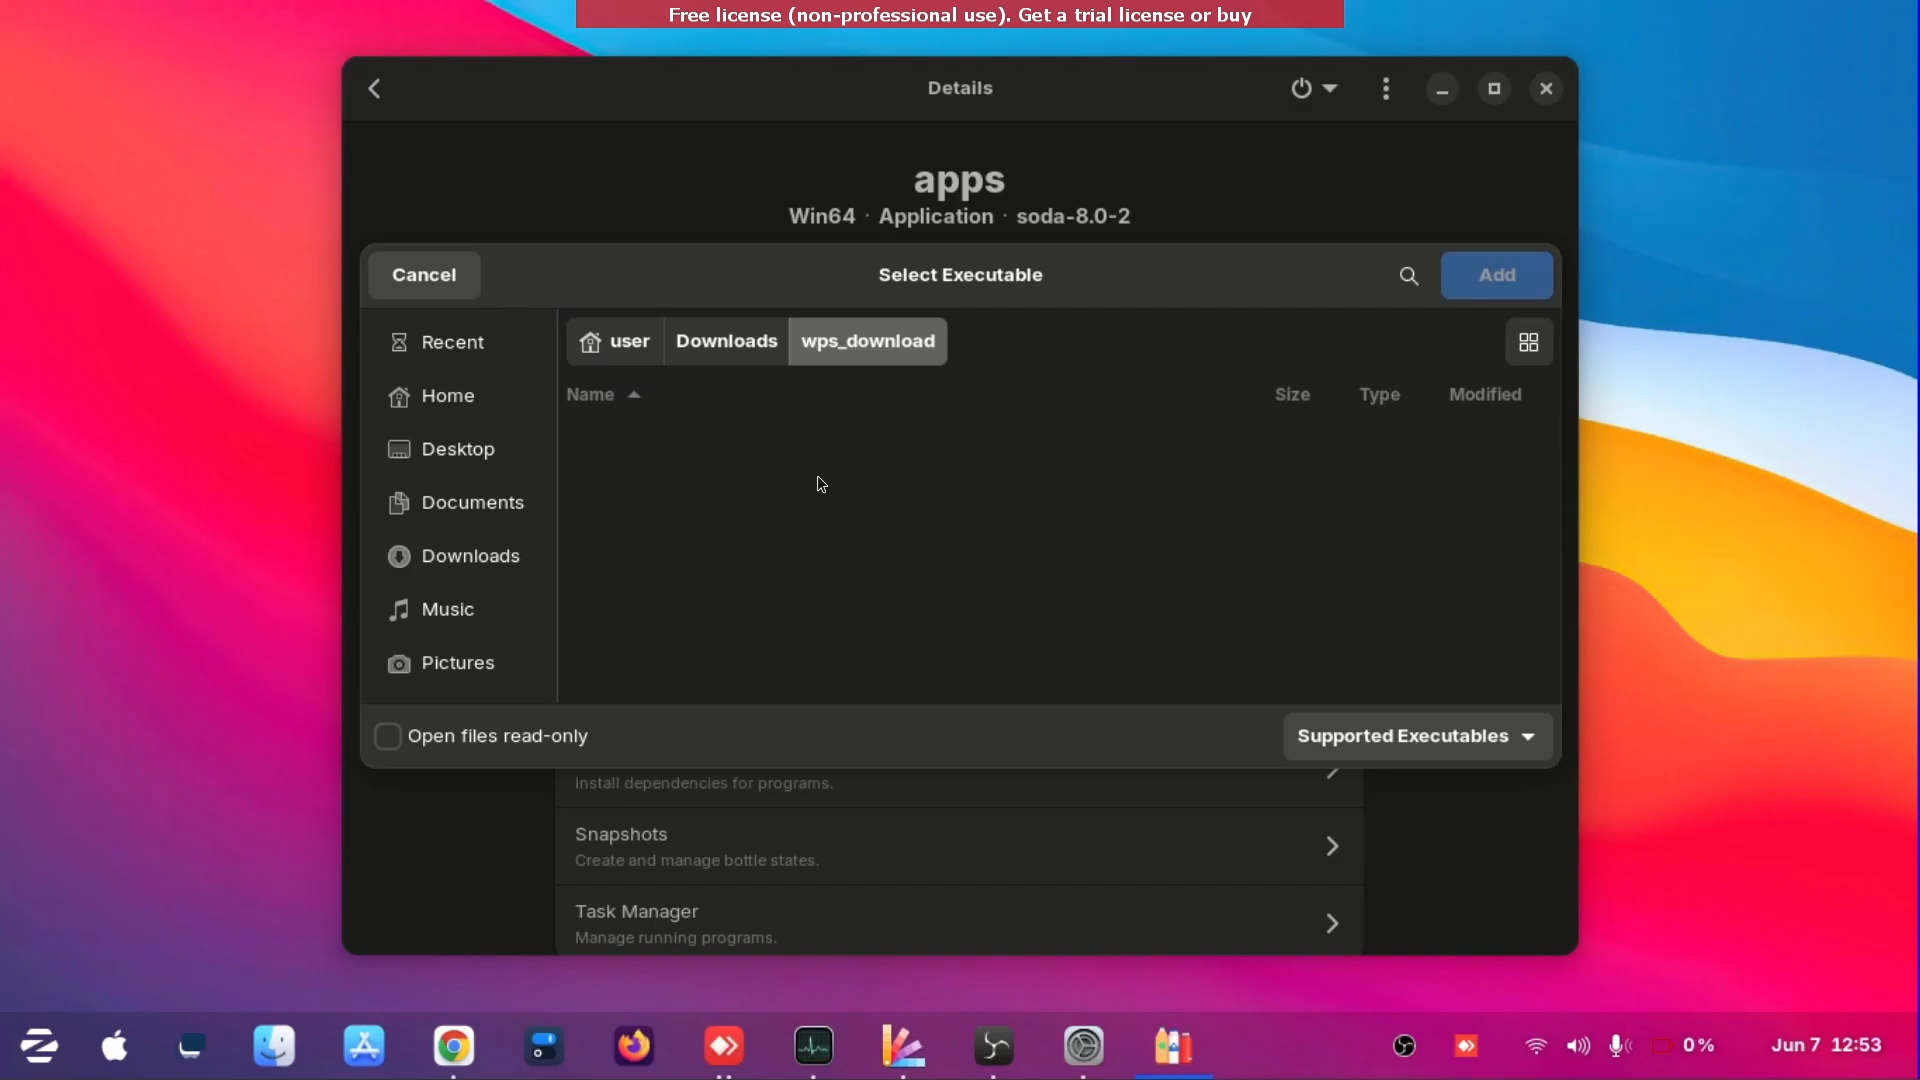 Free license (non-professional use). Get a trial license or buy
Details
apps
Win64 · Application · soda-8.0-2
Cancel
Select Executable
Add
Recent
Home
Desktop
Documents
Downloads
Music
Pictures
user
Downloads
wps_download
Name
Size
Type
Modified
Open files read-only
Supported Executables
Install dependencies for programs.
Snapshots
Create and manage bottle states.
Task Manager
Manage running programs.
0 %
Jun 7 12:53